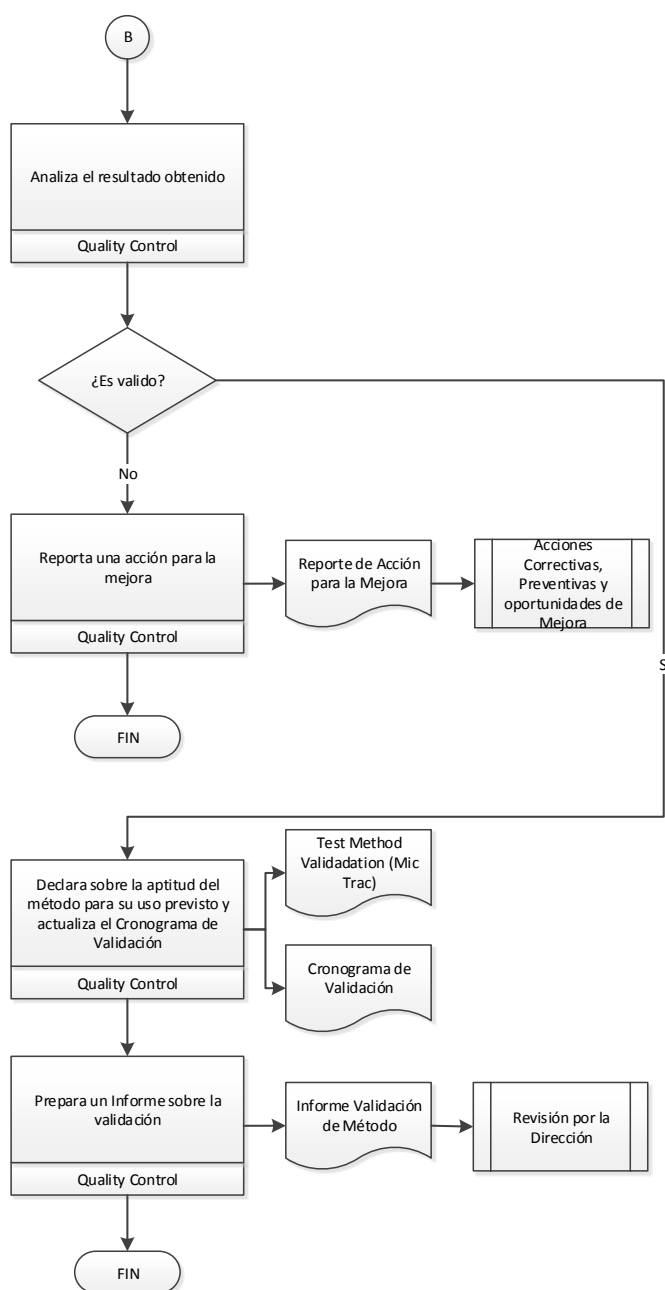 B
Analiza el resultado obtenido
Quality Control
¿Es valido?
No
Reporta una acción para la
mejora
Quality Control
Reporte de Acción
para la Mejora
Acciones
Correctivas,
Preventivas y
oportunidades de
Mejora
S
FIN
Test Method
Validadation (Mic
Trac)
Declara sobre la aptitud del
método para su uso previsto y
actualiza el Cronograma de
Validación
Quality Control
Cronograma de
Validación
Prepara un Informe sobre la
validación
Quality Control
Informe Validación
de Método
Revisión por la
Dirección
FIN